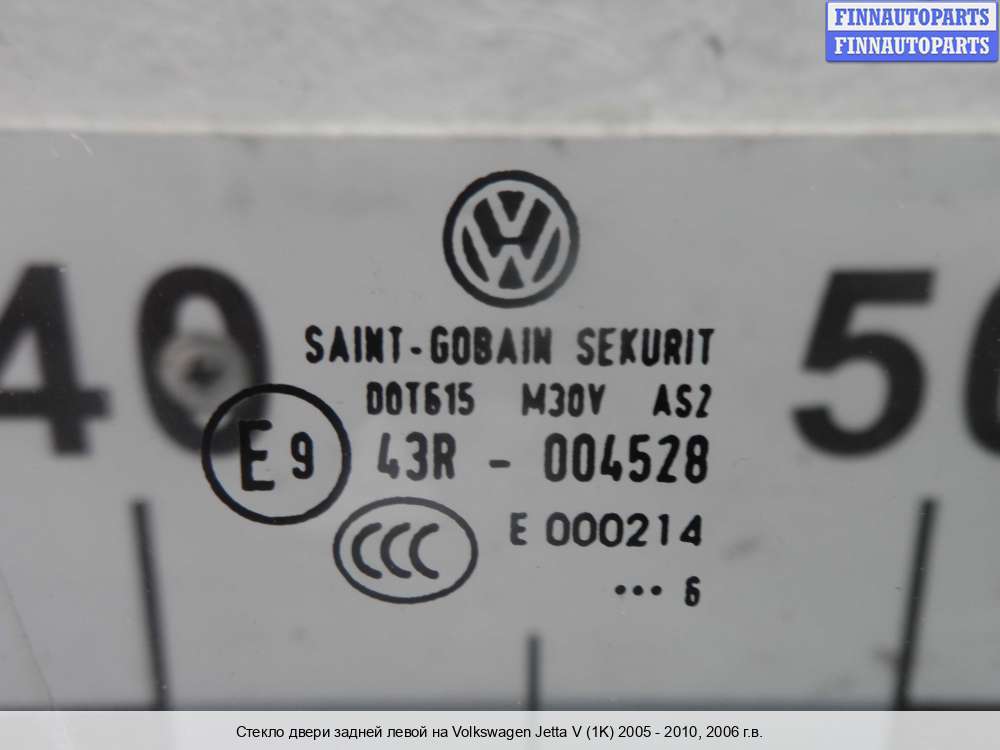 FINNAUTOPARTS
FINNAUTOPARTS
40
SAINT-GOBAIN SEKURIT
DOT615 M30V AS2
E9 43R - 004528
CCC
E 000214
••• 6
Стекло двери задней левой на Volkswagen Jetta V (1K) 2005 - 2010, 2006 г.в.